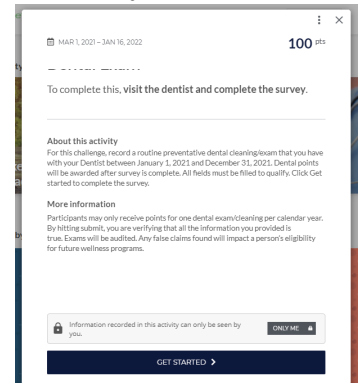 MAR 1, 2021 – JAN 16, 2022
100 pts
To complete this, visit the dentist and complete the survey.
About this activity
For this challenge, record a routine preventative dental cleaning/exam that you have
with your Dentist between January 1, 2021 and December 31, 2021. Dental points
will be awarded after survey is complete. All fields must be filled to qualify. Click Get
started to complete the survey.
More information
Participants may only receive points for one dental exam/cleaning per calendar year.
By hitting submit, you are verifying that all the information you provided is
true. Exams will be audited. Any false claims found will impact a person's eligibility
for future wellness programs.
Information recorded in this activity can only be seen by
you.
ONLY ME
GET STARTED